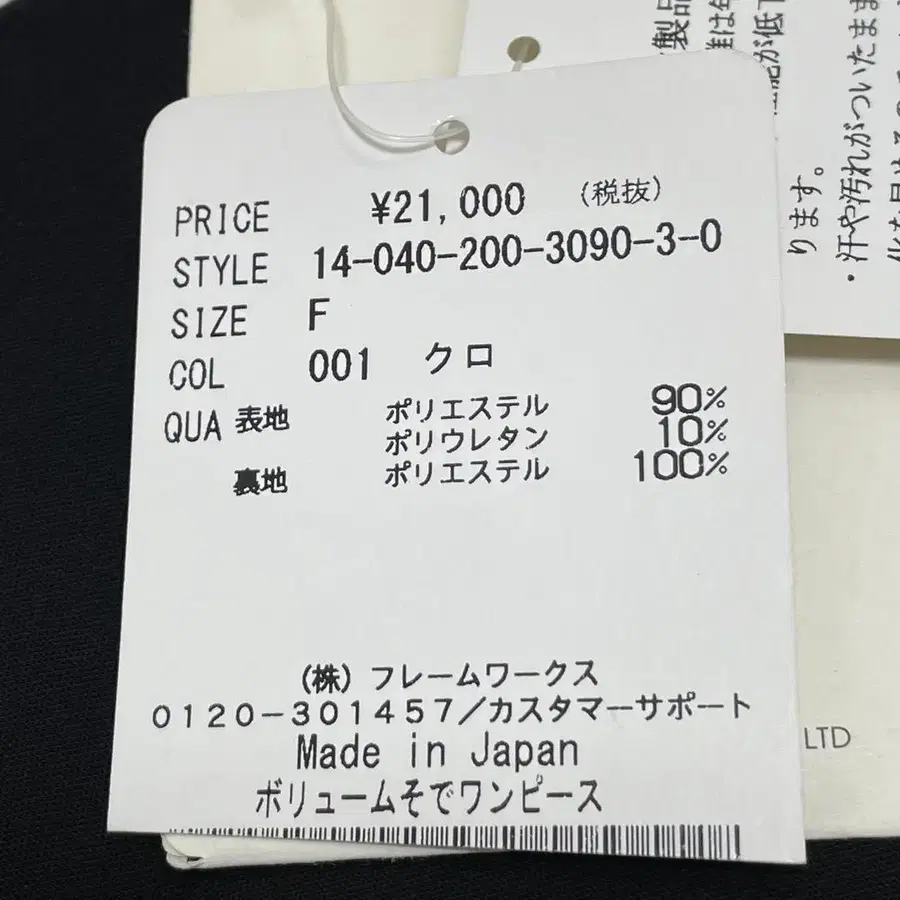 PRICE ¥21,000 (税抜)
STYLE 14-040-200-3090-3-0
SIZE F
COL 001 クロ
QUA 表地 ポリエステル 90%
ポリウレタン 10%
裏地 ポリエステル 100%
(株)フレームワークス
0120-301457/カスタマーサポート
Made in Japan
ボリュームそでワンピース
ります。
・汗や汚れがついたまま
LTD